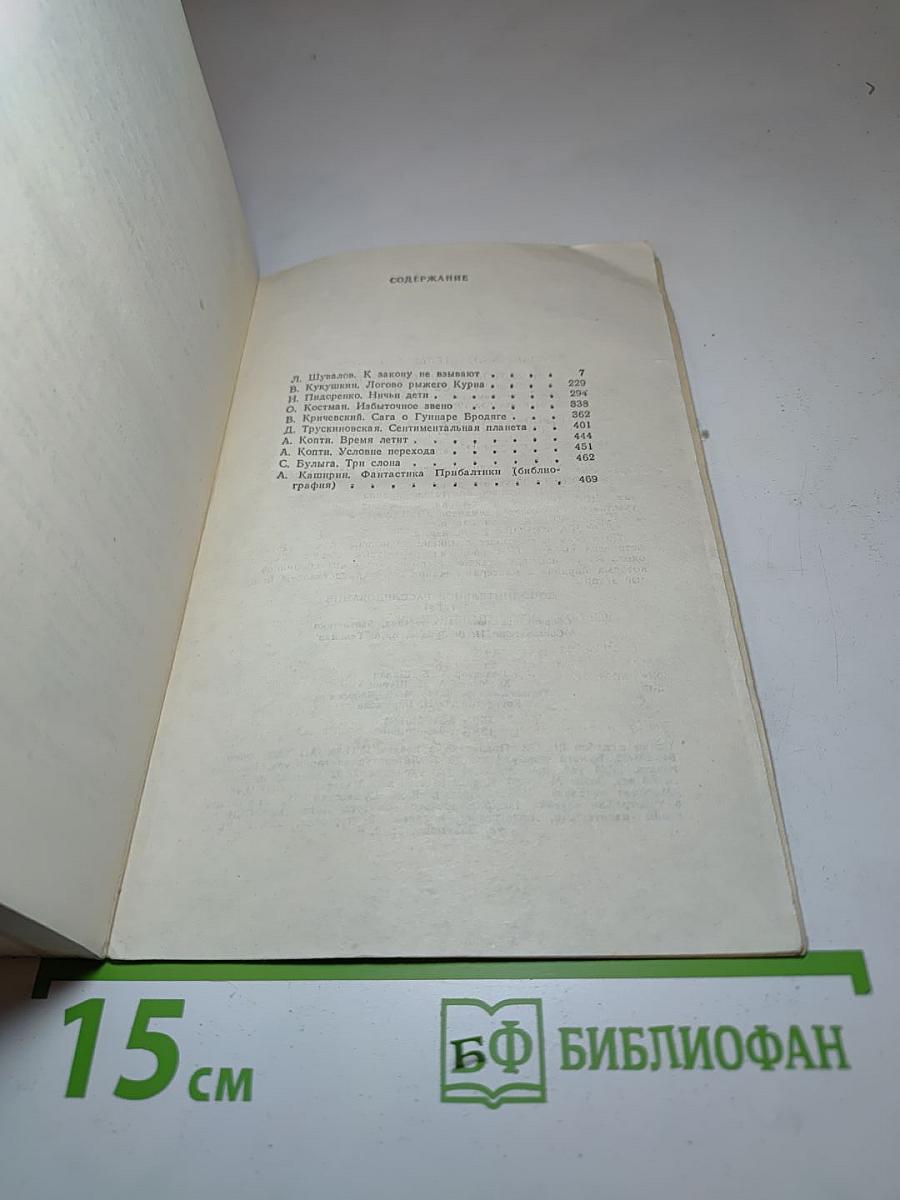 СОДЕРЖАНИЕ
Л. Шувалов. К закону не взывают . . . . 7
В. Кукушкин. Логово рыжего Курна . . . . 229
И. Пидоренко. Ничьи дети . . . . . . . 294
О. Костман. Избыточное звено . . . . . 338
В. Кричевский. Сага о Гуннаре Бродяге . . . 362
Д. Трускиновская. Сентиментальная планета . . 401
А. Копти. Время летит . . . . . . . . 444
А. Копти. Условие перехода . . . . . . 451
С. Булыга. Три слона . . . . . . . . 462
А. Каширин. Фантастика Прибалтики (библио-
графия) . . . . . . . . . . . 469
15 см
БФ БИБЛИОФАН